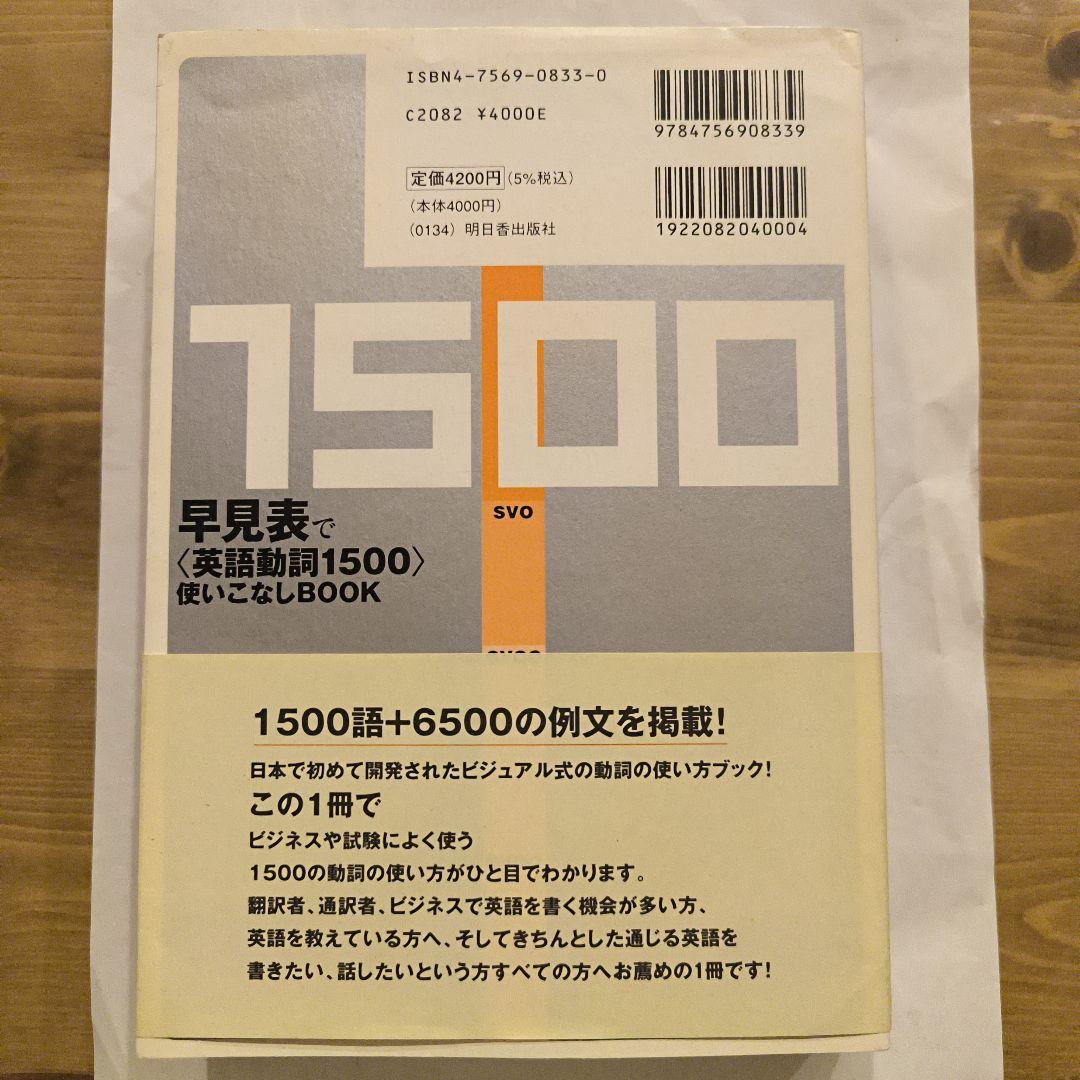 ISBN4-7569-0833-0
C2082 ¥4000E
9784756908339
定価4200円(5%税込)
(本体4000円)
(0134) 明日香出版社
1922082040004
1500
SVO
早見表で
〈英語動詞1500〉
使いこなしBOOK
1500語+6500の例文を掲載!
日本で初めて開発されたビジュアル式の動詞の使い方ブック!
この1冊で
ビジネスや試験によく使う
1500の動詞の使い方がひと目でわかります。
翻訳者、通訳者、ビジネスで英語を書く機会が多い方、
英語を教えている方へ、そしてきちんとした通じる英語を
書きたい、話したいという方すべての方へお薦めの1冊です!